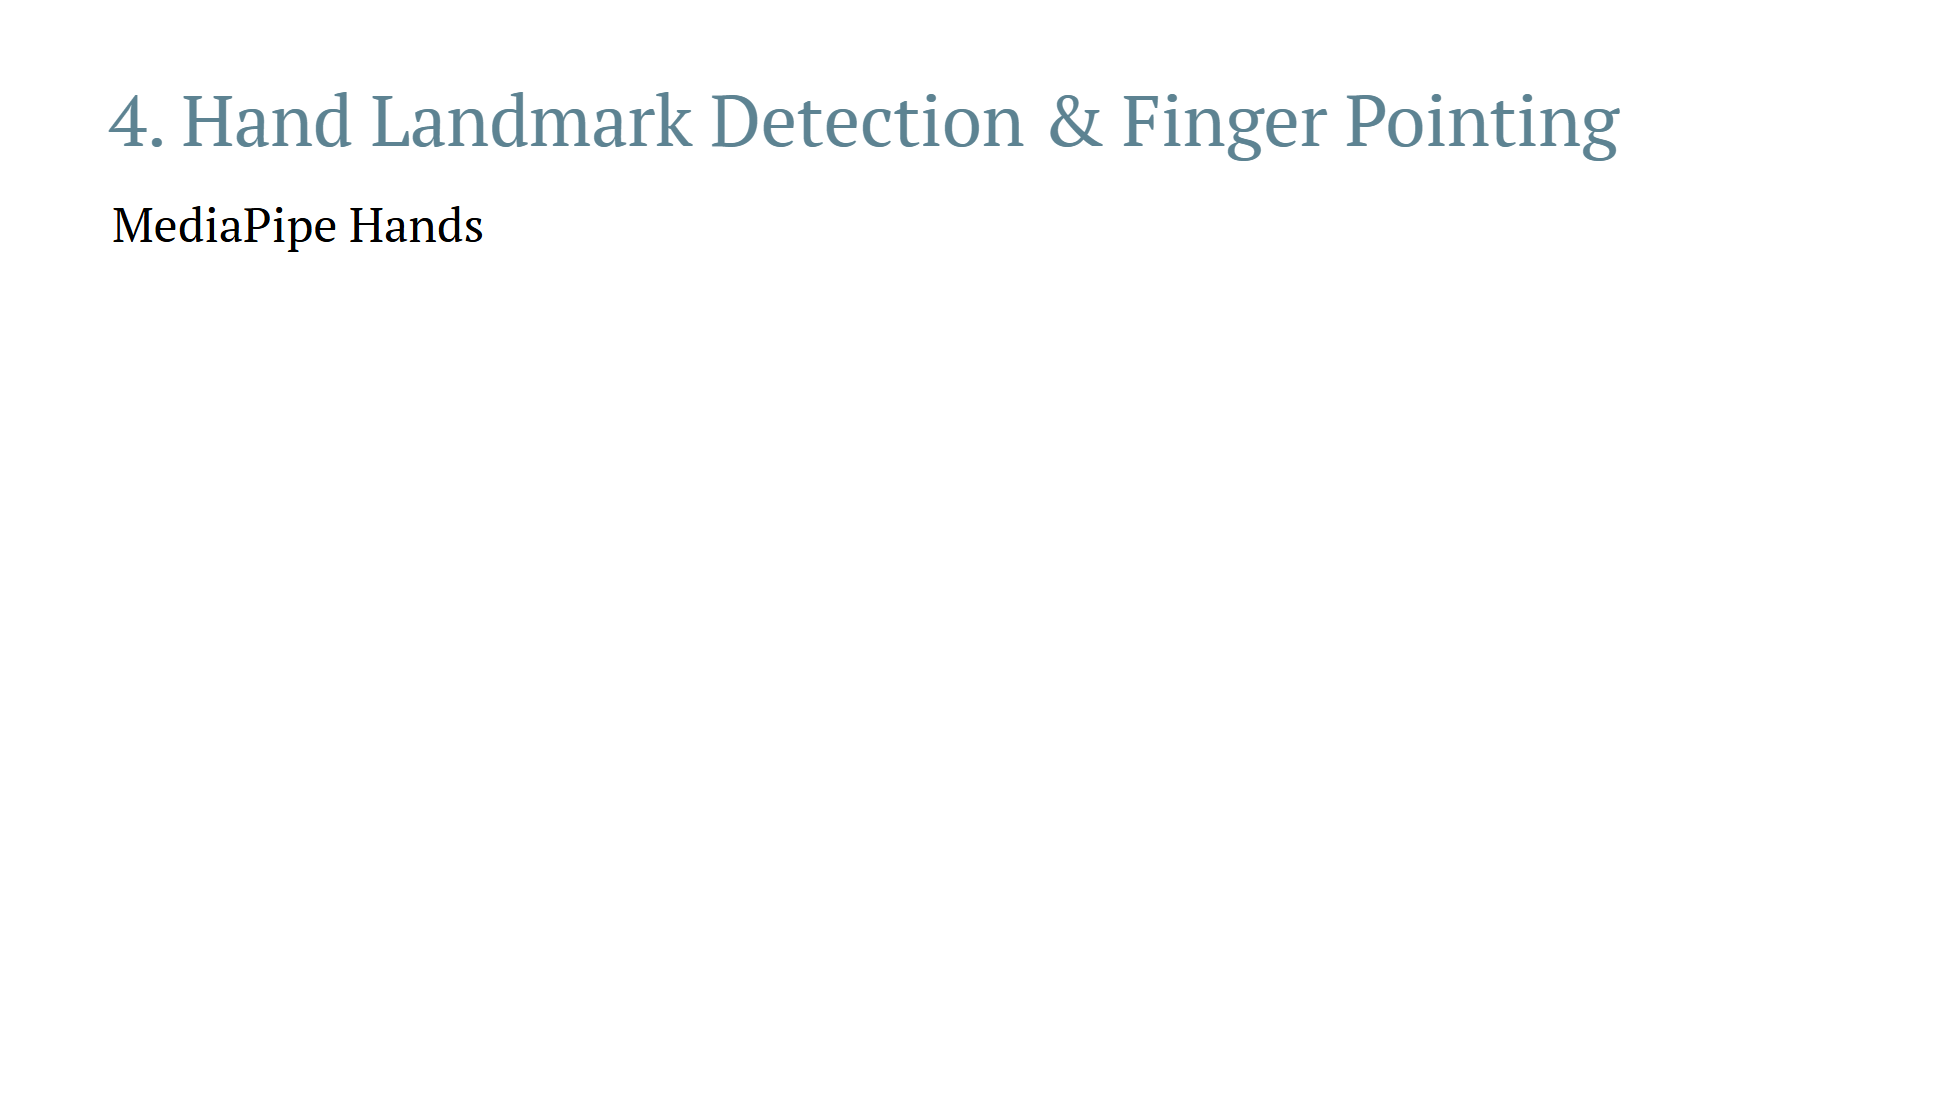 4. Hand Landmark Detection & Finger Pointing
MediaPipe Hands